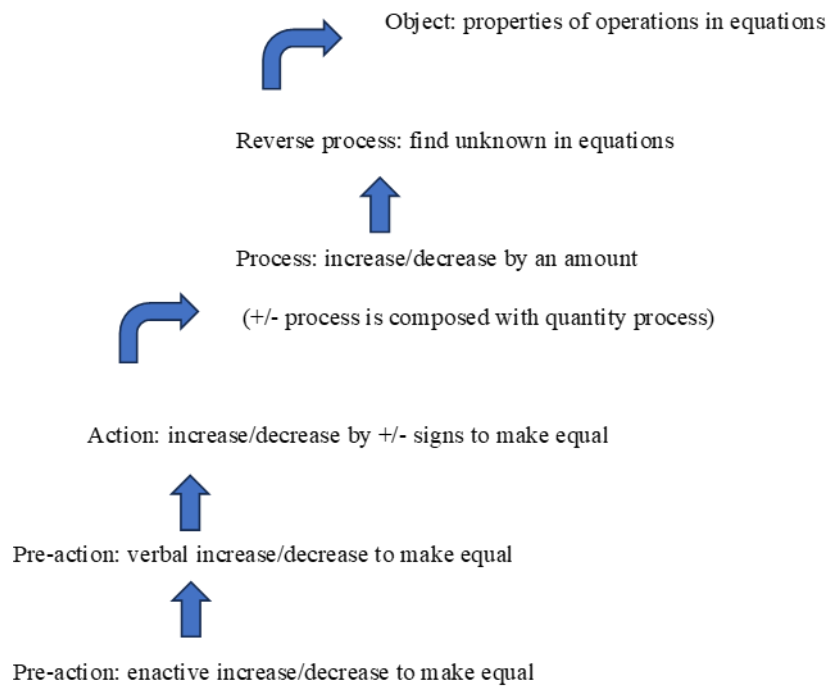 Object: properties of operations in equations
Reverse process: find unknown in equations
Process: increase/decrease by an amount
(+/- process is composed with quantity process)
Action: increase/decrease by +/- signs to make equal
Pre-action: verbal increase/decrease to make equal
Pre-action: enactive increase/decrease to make equal